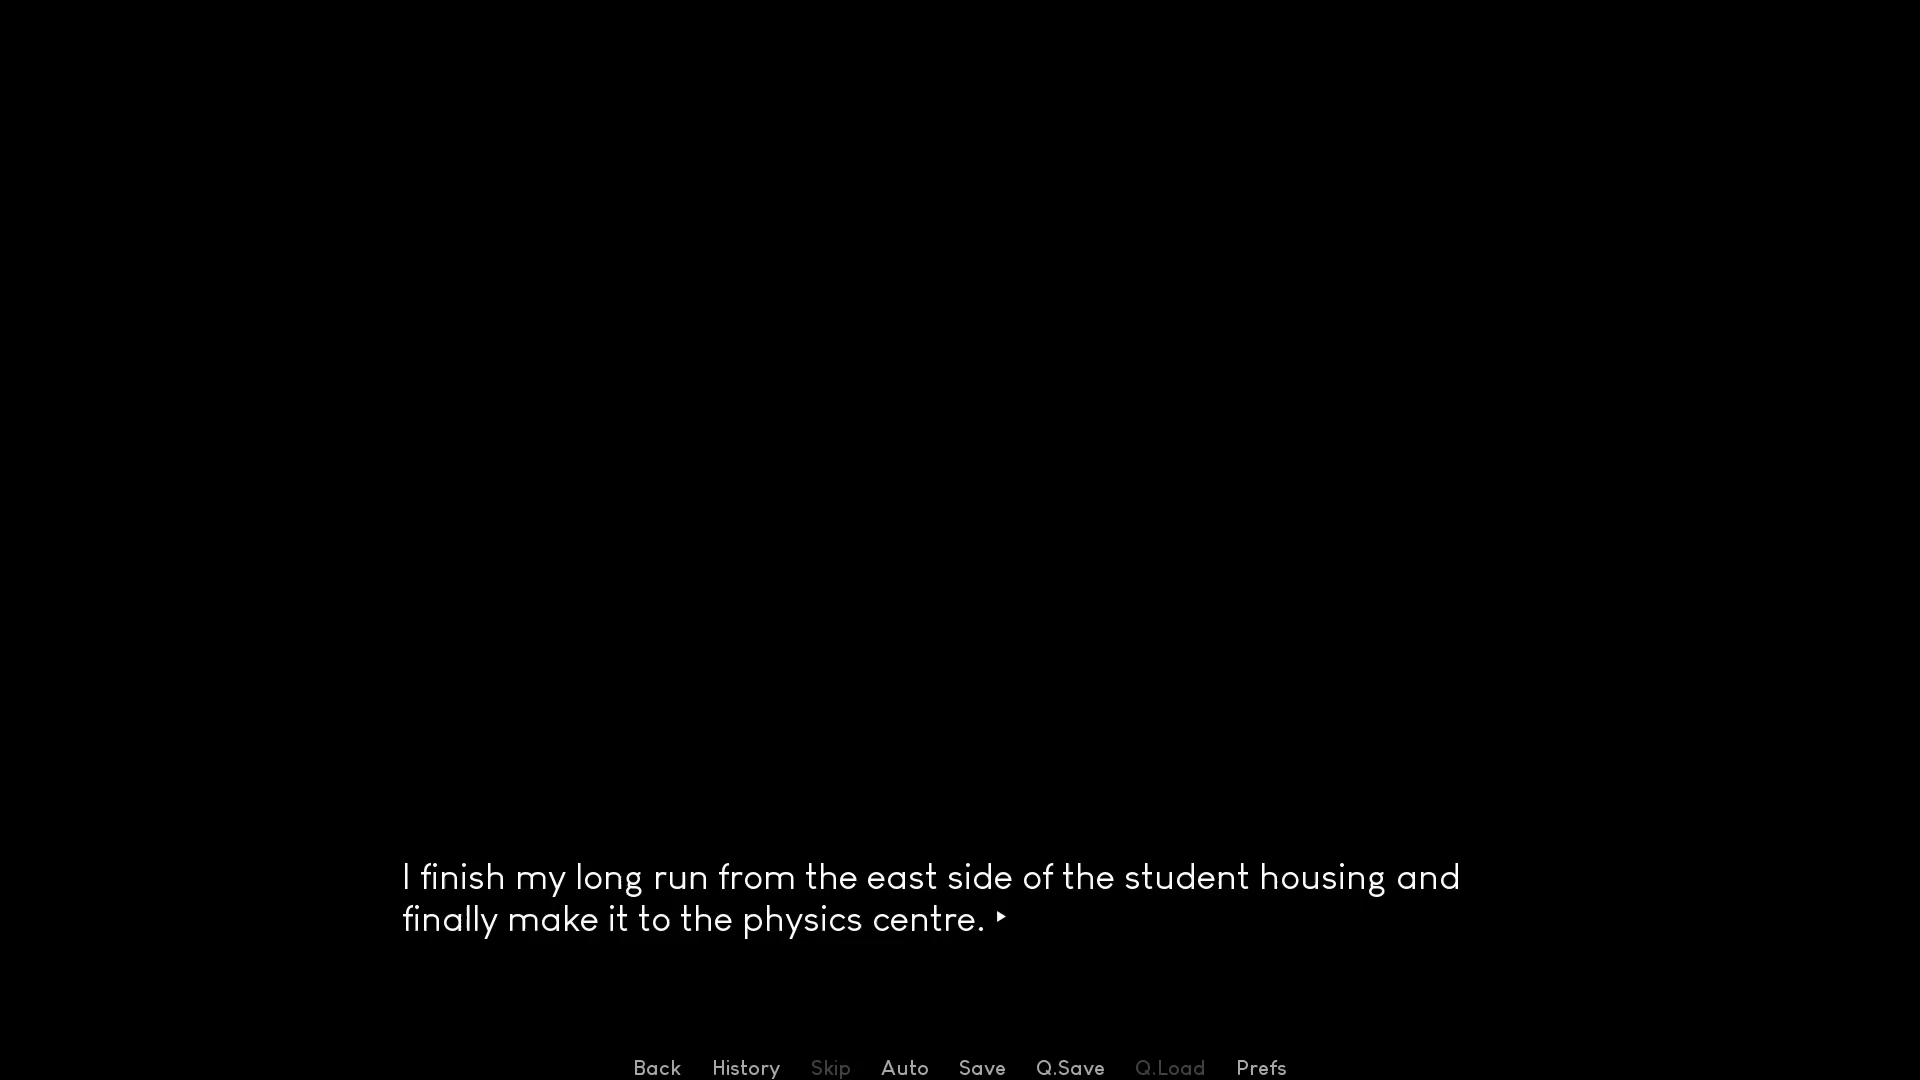 I finish my long run from the east side of the student housing and
finally make it to the physics centre.
Back History Skip Auto Save Q.Save Q.Load Prefs